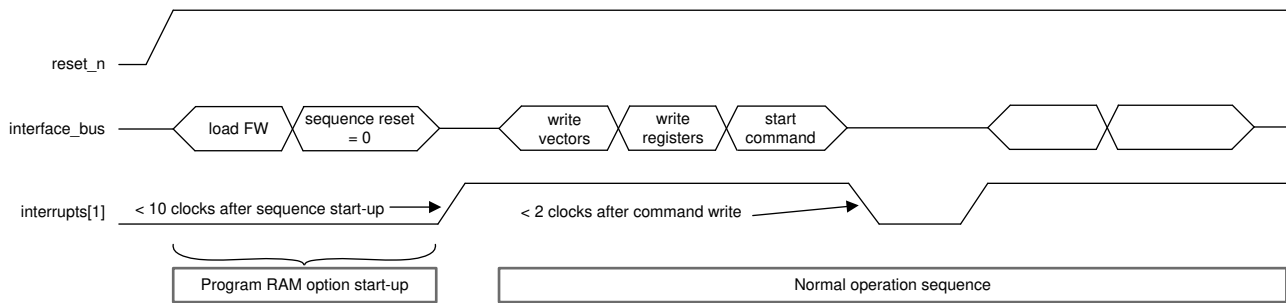 reset_n
interface_bus
load FW
sequence reset
= 0
write
vectors
write
registers
start
command
interrupts[1]
< 10 clocks after sequence start-up
< 2 clocks after command write
Program RAM option start-up
Normal operation sequence